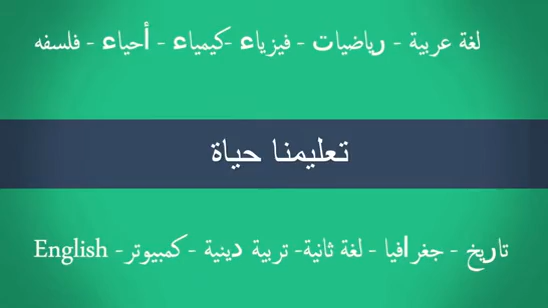 لغة عربية - رياضيات - فيزياء -كيمياء - أحياء - فلسفه
تعليمنا حياة
تاريخ - جغرافيا - لغة ثانية- تربية دينية -كمبيوتر- English